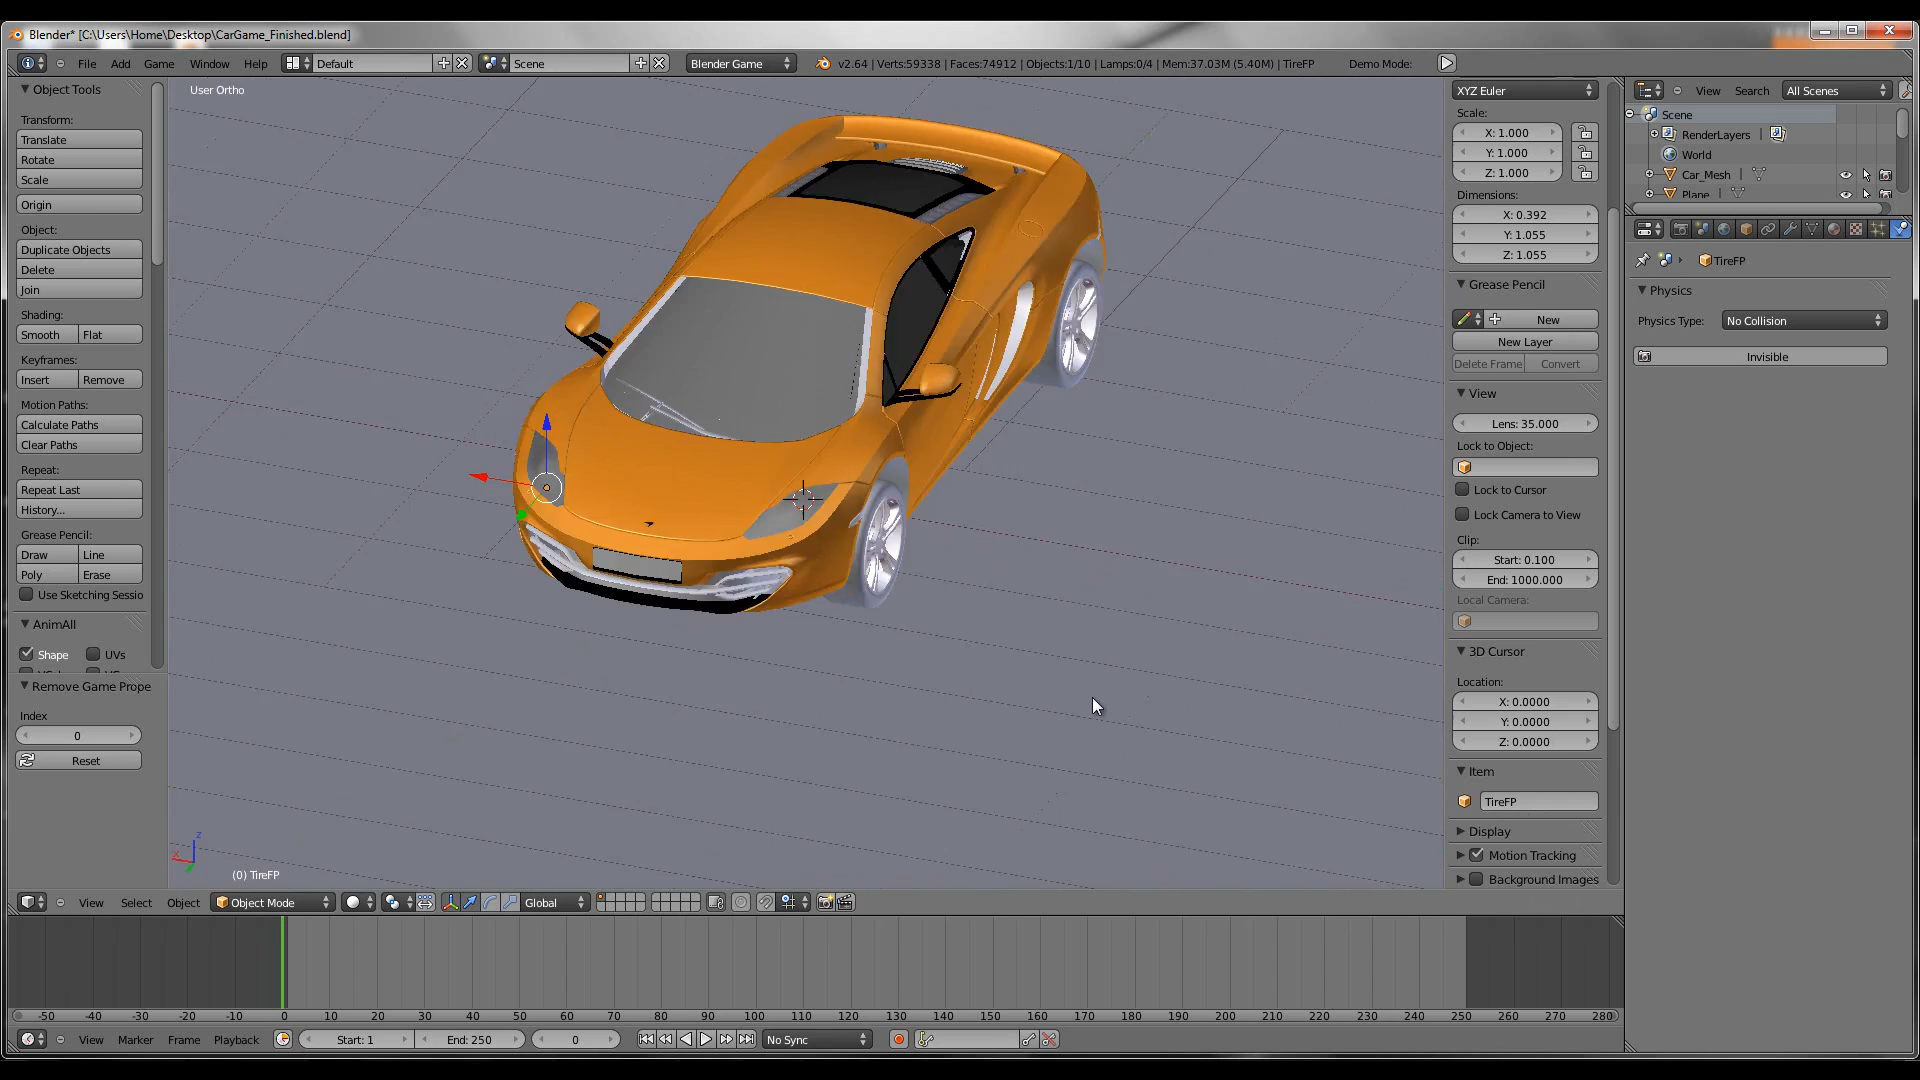 Blender* [C:\Users\Home\Desktop\CarGame_Finished.blend]
File Add Game Window Help Default Scene Blender Game v2.64 | Verts:59338 | Faces:74912 | Objects:1/10 | Lamps:0/4 | Mem:37.03M (5.40M) | TireFP Demo Mode:
Object Tools
Transform:
Translate
Rotate
Scale
Origin
Object:
Duplicate Objects
Delete
Join
Shading:
Smooth Flat
Keyframes:
Insert Remove
Motion Paths:
Calculate Paths
Clear Paths
Repeat:
Repeat Last
History...
Grease Pencil:
Draw Line
Poly Erase
Use Sketching Sessio
AnimAll
Shape UVs
Remove Game Prope
Index
0
Reset
User Ortho
z
x
(0) TireFP
XYZ Euler
Scale:
X: 1.000
Y: 1.000
Z: 1.000
Dimensions:
X: 0.392
Y: 1.055
Z: 1.055
Grease Pencil
New
New Layer
Delete Frame Convert
View
Lens: 35.000
Lock to Object:
Lock to Cursor
Lock Camera to View
Clip:
Start: 0.100
End: 1000.000
Local Camera:
3D Cursor
Location:
X: 0.0000
Y: 0.0000
Z: 0.0000
Item
TireFP
Display
Motion Tracking
Background Images
View Search All Scenes
Scene
RenderLayers |
World
Car_Mesh |
Plane |
TireFP
Physics
Physics Type: No Collision
Invisible
View Select Object Object Mode Global
-50 -40 -30 -20 -10 0 10 20 30 40 50 60 70 80 90 100 110 120 130 140 150 160 170 180 190 200 210 220 230 240 250 260 270 280
View Marker Frame Playback Start: 1 End: 250 0 No Sync